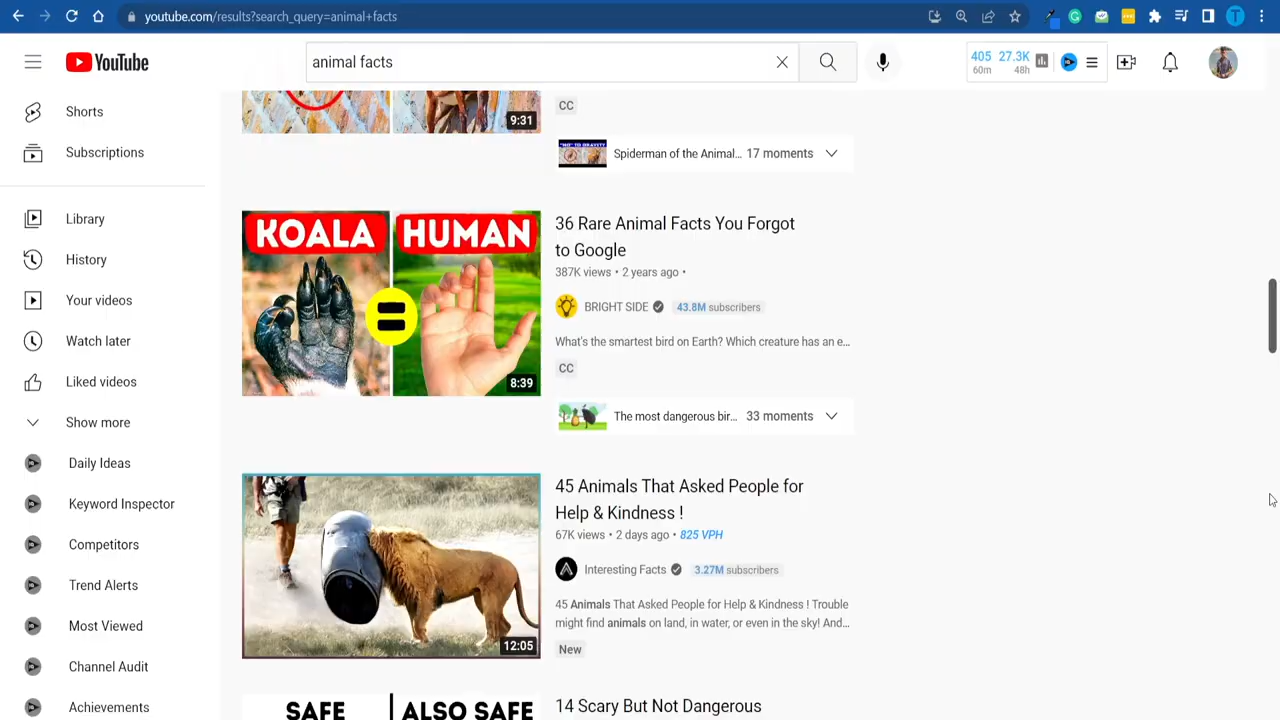 youtube.com/results?search_query=animal+facts
YouTube
animal facts
405 27.3K
60m 48h
T
Shorts
Subscriptions
Library
History
Your videos
Watch later
Liked videos
Show more
Daily Ideas
Keyword Inspector
Competitors
Trend Alerts
Most Viewed
Channel Audit
Achievements
9:31
CC
"NO" TO GRAVITY
Spiderman of the Animal... 17 moments
KOALA HUMAN
8:39
36 Rare Animal Facts You Forgot
to Google
387K views • 2 years ago •
BRIGHT SIDE 43.8M subscribers
What's the smartest bird on Earth? Which creature has an e...
CC
The most dangerous bir... 33 moments
12:05
45 Animals That Asked People for
Help & Kindness !
67K views • 2 days ago • 825 VPH
Interesting Facts 3.27M subscribers
45 Animals That Asked People for Help & Kindness ! Trouble
might find animals on land, in water, or even in the sky! And...
New
SAFE ALSO SAFE
14 Scary But Not Dangerous